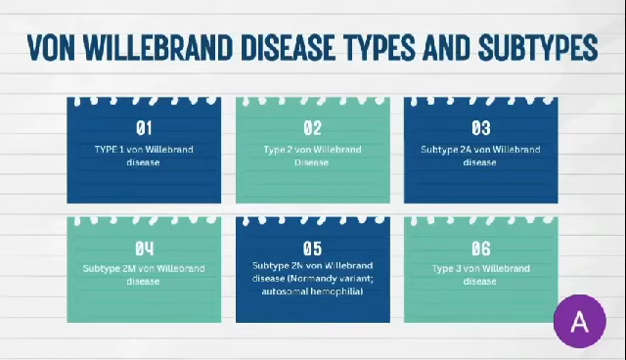 VON WILLEBRAND DISEASE TYPES AND SUBTYPES
01
TYPE 1 von Willebrand
disease
02
Type 2 von Willebrand
Disease
03
Subtype 2A von Willebrand
disease
04
Subtype 2M von Willebrand
disease
05
Subtype 2N von Willebrand
disease (Normandy variant;
autosomal hemophilia)
06
Type 3 von Willebrand
disease
A